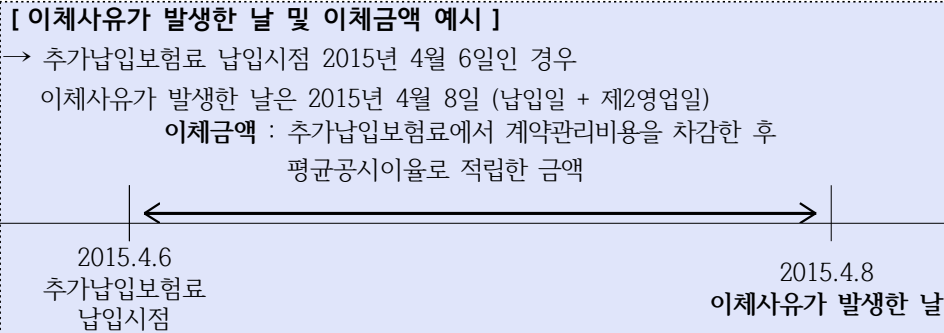 [ 이체사유가 발생한 날 및 이체금액 예시 ]
→ 추가납입보험료 납입시점 2015년 4월 6일인 경우
이체사유가 발생한 날은 2015년 4월 8일 (납입일 + 제2영업일)
이체금액 : 추가납입보험료에서 계약관리비용을 차감한 후
평균공시이율로 적립한 금액
2015.4.6
추가납입보험료
납입시점
2015.4.8
이체사유가 발생한 날